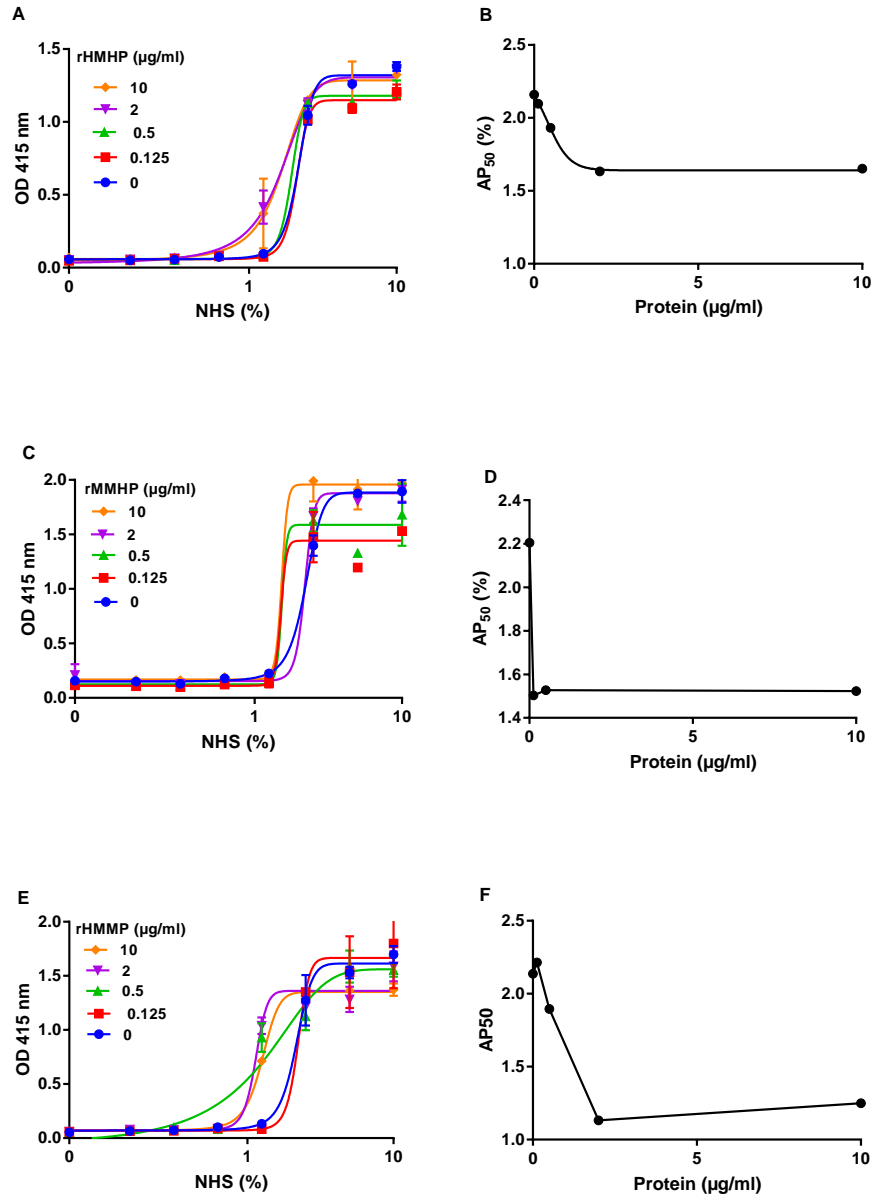 A
rHMHP (µg/ml)
10
2
0.5
0.125
0
OD 415 nm
1.5
1.0
0.5
0.0
0 1 10
NHS (%)
B
AP50 (%)
2.5
2.0
1.5
1.0
0 5 10
Protein (µg/ml)
C
rMMHP (µg/ml)
10
2
0.5
0.125
0
OD 415 nm
2.0
1.5
1.0
0.5
0.0
0 1 10
NHS (%)
D
AP50 (%)
2.4
2.2
2.0
1.8
1.6
1.4
0 5 10
Protein (µg/ml)
E
rHMMP (µg/ml)
10
2
0.5
0.125
0
OD 415 nm
2.0
1.5
1.0
0.5
0.0
0 1 10
NHS (%)
F
AP50
2.5
2.0
1.5
1.0
0 5 10
Protein (µg/ml)